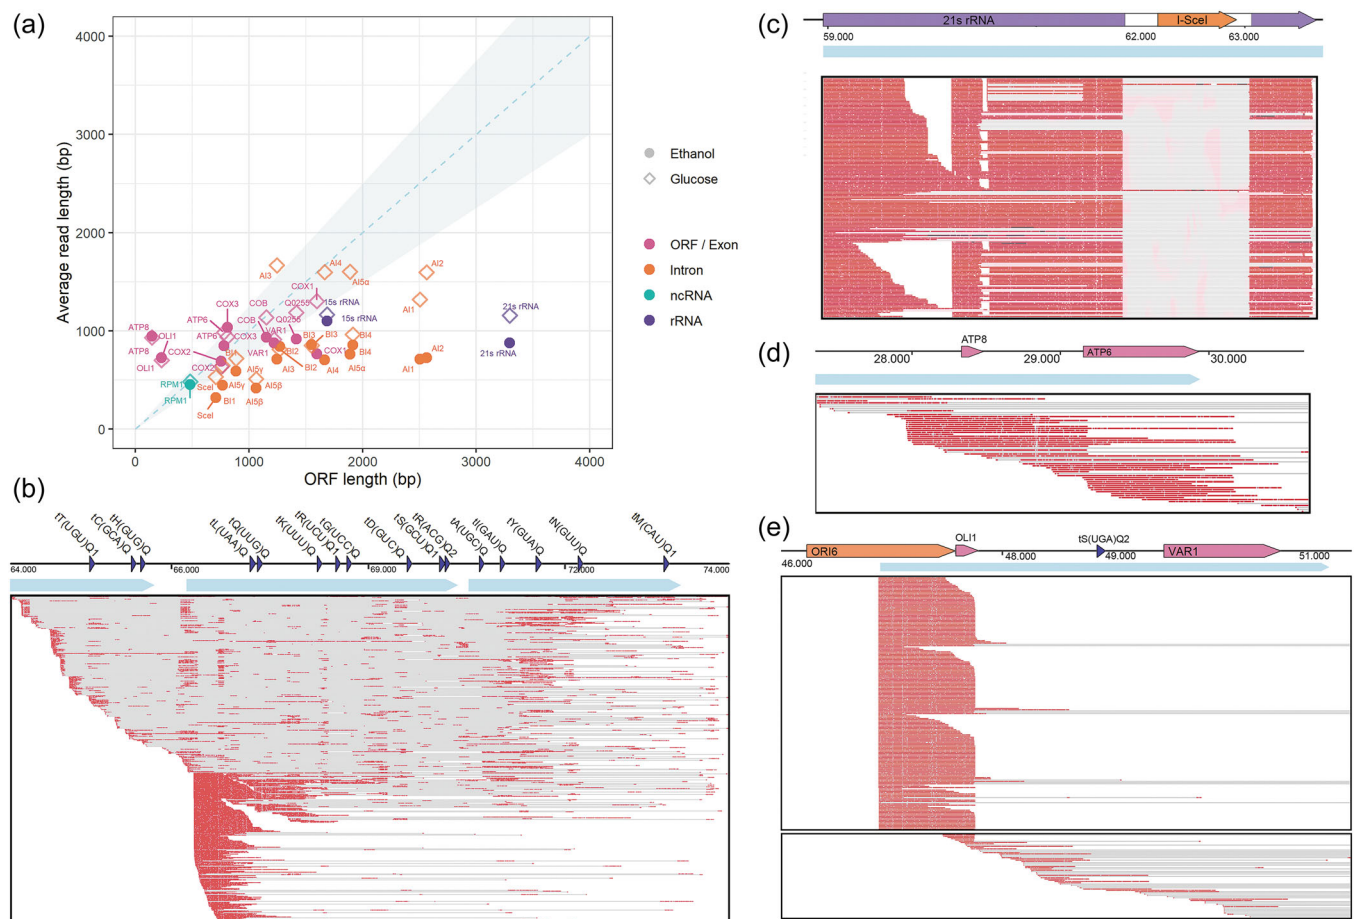 (a)
4000
3000
2000
1000
0
Average read length (bp)
0
1000
2000
3000
4000
ORF length (bp)
AI3
AI4
AI5α
AI2
AI1
COX1
COX3
COB
Q0255
15s rRNA
15s rRNA
21s rRNA
21s rRNA
ATP6
ATP8
OLI1
ATP6
COX3
COB
VAR1
Q0255
BI3
BI3
BI4
BI4
ATP8
OLI1
COX2
COX2
BI1
VAR1
BI2
BI2
COX1
AI4
AI5α
AI3
AI1
AI2
RPM1
RPM1
SceI
SceI
AI5γ
AI5γ
BI1
AI5β
AI5β
Ethanol
Glucose
ORF / Exon
Intron
ncRNA
rRNA
(b)
tT(UGU)Q1
tC(GCA)Q
tH(GUG)Q
tL(UAA)Q
tQ(UUG)Q
tK(UUU)Q
tR(UCU)Q1
tG(UCC)Q
tD(GUC)Q
tS(GCU)Q1
tR(ACG)Q2
tA(UGC)Q
tI(GAU)Q
tY(GUA)Q
tN(GUU)Q
tM(CAU)Q1
64.000
66.000
69.000
72.000
74.000
(c)
21s rRNA
I-SceI
59.000
62.000
63.000
(d)
ATP8
ATP6
28.000
29.000
30.000
(e)
ORI6
OLI1
tS(UGA)Q2
VAR1
46.000
48.000
49.000
51.000